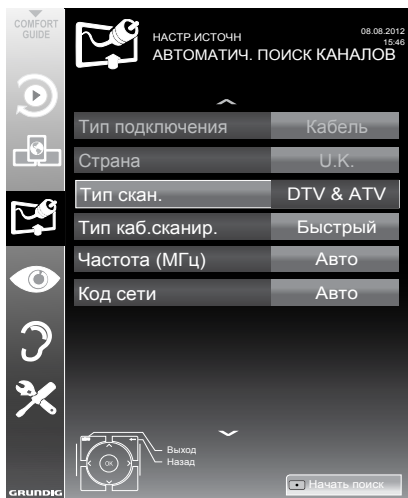 COMFORT
GUIDE
НАСТР.ИСТОЧН
08.08.2012
15:46
АВТОМАТИЧ. ПОИСК КАНАЛОВ
Тип подключения Кабель
Страна U.K.
Тип скан. DTV & ATV
Тип каб.сканир. Быстрый
Частота (МГц) Авто
Код сети Авто
Выход
Назад
OK
Начать поиск
GRUNDIG